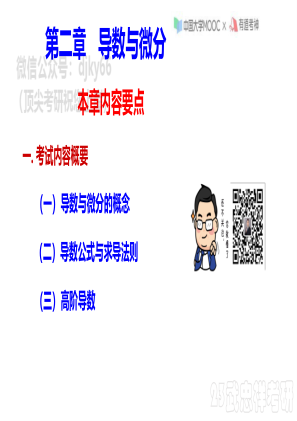 中国大学MOOC × 有道考神
第二章 导数与微分
微信公众号：djky66
（顶尖考研祝
本章内容要点
一. 考试内容概要
（一）导数与微分的概念
（二）导数公式与求导法则
（三）高阶导数
武忠祥考研